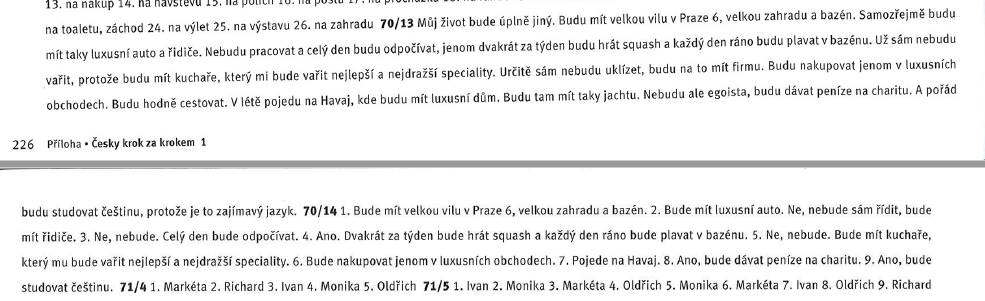 13. na nákup 14. na návštěvu 15. na policii 16. na poštu 17. na procházku
na toaletu, záchod 24. na výlet 25. na výstavu 26. na zahradu 70/13 Můj život bude úplně jiný. Budu mít velkou vilu v Praze 6, velkou zahradu a bazén. Samozřejmě budu
mít taky luxusní auto a řidiče. Nebudu pracovat a celý den budu odpočívat, jenom dvakrát za týden budu hrát squash a každý den ráno budu plavat v bazénu. Už sám nebudu
vařit, protože budu mít kuchaře, který mi bude vařit nejlepší a nejdražší speciality. Určitě sám nebudu uklízet, budu na to mít firmu. Budu nakupovat jenom v luxusních
obchodech. Budu hodně cestovat. V létě pojedu na Havaj, kde budu mít luxusní dům. Budu tam mít taky jachtu. Nebudu ale egoista, budu dávat peníze na charitu. A pořád
226 Příloha • Česky krok za krokem 1
budu studovat češtinu, protože je to zajímavý jazyk. 70/14 1. Bude mít velkou vilu v Praze 6, velkou zahradu a bazén. 2. Bude mít luxusní auto. Ne, nebude sám řídit, bude
mít řidiče. 3. Ne, nebude. Celý den bude odpočívat. 4. Ano. Dvakrát za týden bude hrát squash a každý den ráno bude plavat v bazénu. 5. Ne, nebude. Bude mít kuchaře,
který mu bude vařit nejlepší a nejdražší speciality. 6. Bude nakupovat jenom v luxusních obchodech. 7. Pojede na Havaj. 8. Ano, bude dávat peníze na charitu. 9. Ano, bude
studovat češtinu. 71/4 1. Markéta 2. Richard 3. Ivan 4. Monika 5. Oldřich 71/5 1. Ivan 2. Monika 3. Markéta 4. Oldřich 5. Monika 6. Markéta 7. Ivan 8. Oldřich 9. Richard